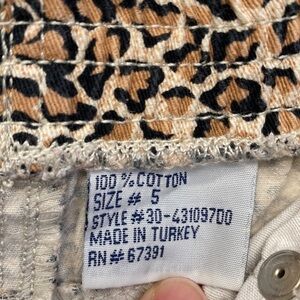 100 % COTTON
SIZE # 5
STYLE #30-43109700
MADE IN TURKEY
RN # 67391